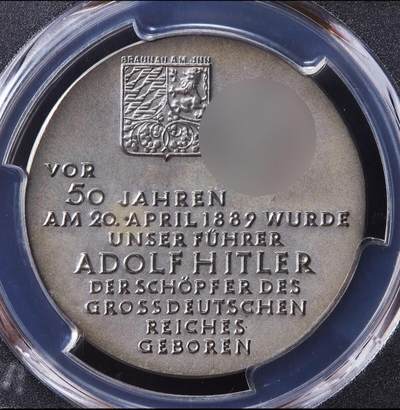 BRAUNAU AM INN
VOR
50 JAHREN
AM 20. APRIL 1889 WURDE
UNSER FÜHRER
ADOLF HITLER
DER SCHÖPFER DES
GROSSDEUTSCHEN
REICHES
GEBOREN